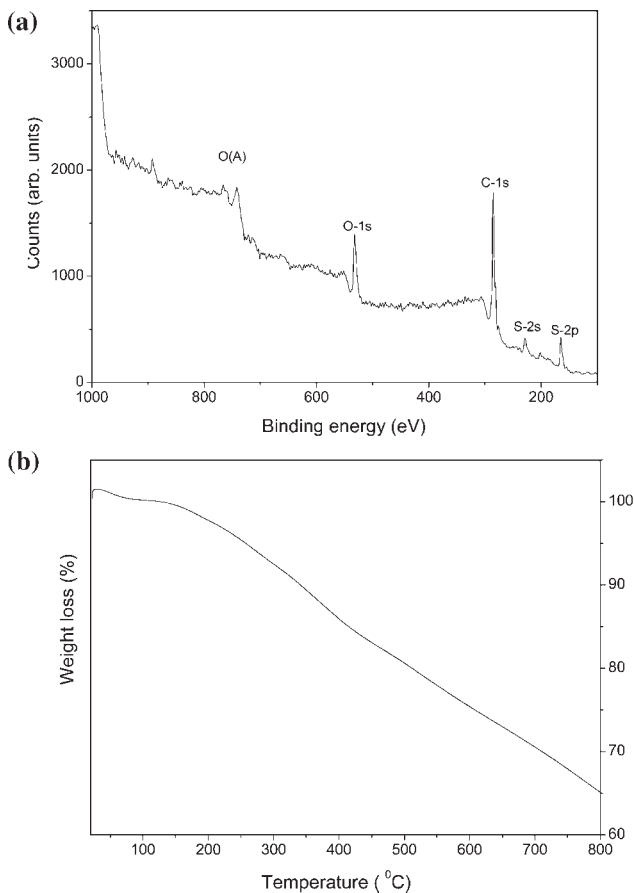 (a)
Counts (arb. units)
3000
2000
1000
0
O(A)
O-1s
C-1s
S-2s
S-2p
1000
800
600
400
200
Binding energy (eV)
(b)
Weight loss (%)
100
90
80
70
60
100
200
300
400
500
600
700
800
Temperature ( ⁰C)